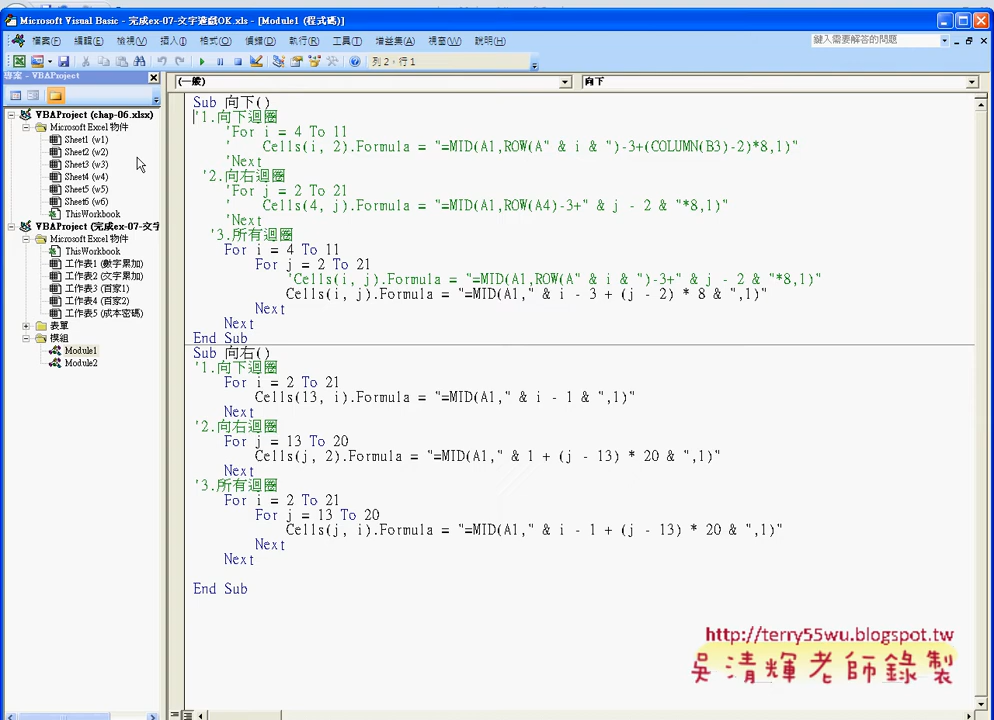 Microsoft Visual Basic - 完成ex-07-文字遊戲OK.xls - [Module1 (程式碼)]
檔案(F) 編輯(E) 檢視(V) 插入(I) 格式(O) 偵錯(D) 執行(R) 工具(T) 增益集(A) 視窗(W) 說明(H)
鍵入需要解答的問題
列 2, 行 1
專案 - VBAProject
(一般)
向下
VBAProject (chap-06.xlsx)
Microsoft Excel 物件
Sheet1 (w1)
Sheet2 (w2)
Sheet3 (w3)
Sheet4 (w4)
Sheet5 (w5)
Sheet6 (w6)
ThisWorkbook
VBAProject (完成ex-07-文字
Microsoft Excel 物件
ThisWorkbook
工作表1 (數字累加)
工作表2 (文字累加)
工作表3 (百家1)
工作表4 (百家2)
工作表5 (成本密碼)
表單
模組
Module1
Module2
Sub 向下()
'1.向下迴圈
'For i = 4 To 11
' Cells(i, 2).Formula = "=MID(A1,ROW(A" & i & ")-3+(COLUMN(B3)-2)*8,1)"
'Next
'2.向右迴圈
'For j = 2 To 21
' Cells(4, j).Formula = "=MID(A1,ROW(A4)-3+" & j - 2 & "*8,1)"
'Next
'3.所有迴圈
For i = 4 To 11
For j = 2 To 21
'Cells(i, j).Formula = "=MID(A1,ROW(A" & i & ")-3+" & j - 2 & "*8,1)"
Cells(i, j).Formula = "=MID(A1," & i - 3 + (j - 2) * 8 & ",1)"
Next
Next
End Sub
Sub 向右()
'1.向下迴圈
For i = 2 To 21
Cells(13, i).Formula = "=MID(A1," & i - 1 & ",1)"
Next
'2.向右迴圈
For j = 13 To 20
Cells(j, 2).Formula = "=MID(A1," & 1 + (j - 13) * 20 & ",1)"
Next
'3.所有迴圈
For i = 2 To 21
For j = 13 To 20
Cells(j, i).Formula = "=MID(A1," & i - 1 + (j - 13) * 20 & ",1)"
Next
Next
End Sub
http://terry55wu.blogspot.tw
吳清輝老師錄製